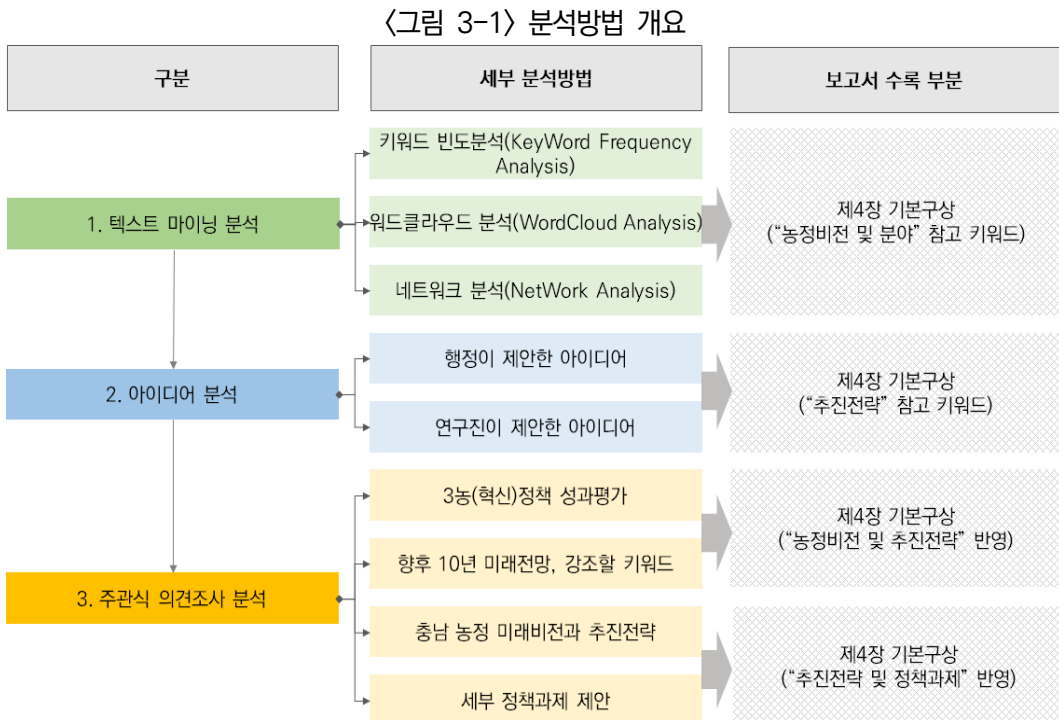 〈그림 3-1〉 분석방법 개요
구분
세부 분석방법
보고서 수록 부분
1. 텍스트 마이닝 분석
키워드 빈도분석(KeyWord Frequency
Analysis)
워드클라우드 분석(WordCloud Analysis)
네트워크 분석(NetWork Analysis)
제4장 기본구상
(“농정비전 및 분야” 참고 키워드)
2. 아이디어 분석
행정이 제안한 아이디어
연구진이 제안한 아이디어
제4장 기본구상
(“추진전략” 참고 키워드)
3. 주관식 의견조사 분석
3농(혁신)정책 성과평가
향후 10년 미래전망, 강조할 키워드
제4장 기본구상
(“농정비전 및 추진전략” 반영)
충남 농정 미래비전과 추진전략
세부 정책과제 제안
제4장 기본구상
(“추진전략 및 정책과제” 반영)